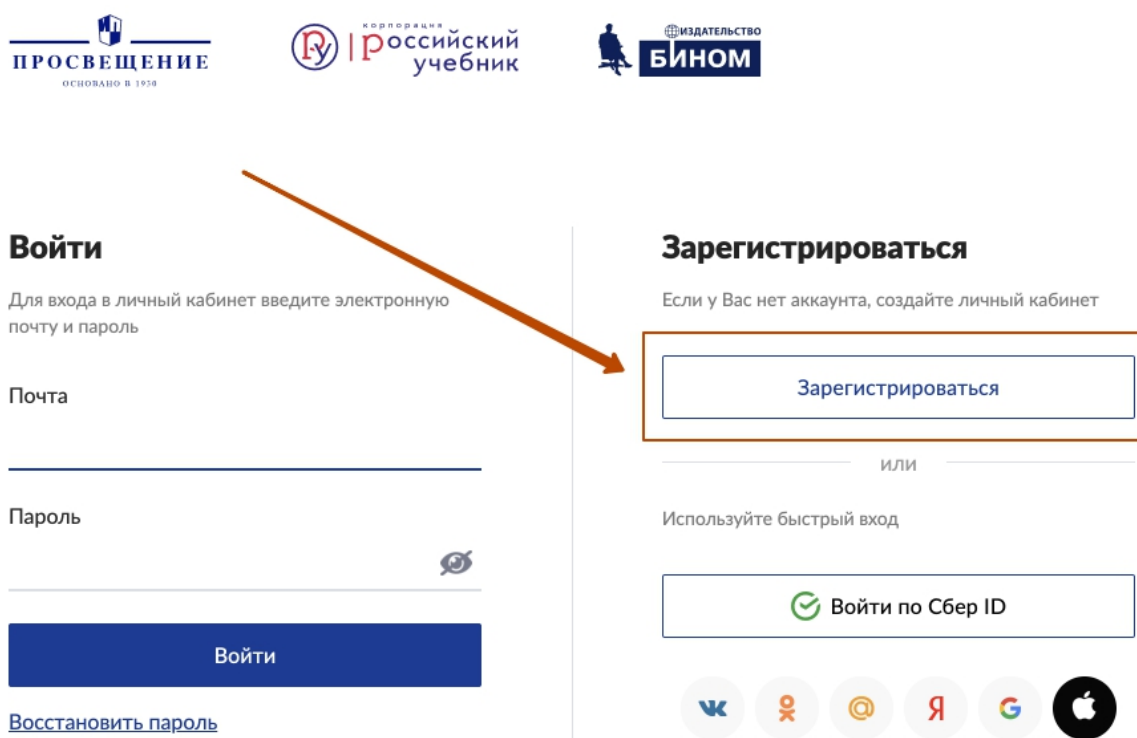 ПРОСВЕЩЕНИЕ
ОСНОВАНО В 1930
корпорация
российский
учебник
ИЗДАТЕЛЬСТВО
БИНОМ
Войти
Для входа в личный кабинет введите электронную
почту и пароль
Почта
Пароль
Войти
Восстановить пароль
Зарегистрироваться
Если у Вас нет аккаунта, создайте личный кабинет
Зарегистрироваться
или
Используйте быстрый вход
Войти по Сбер ID